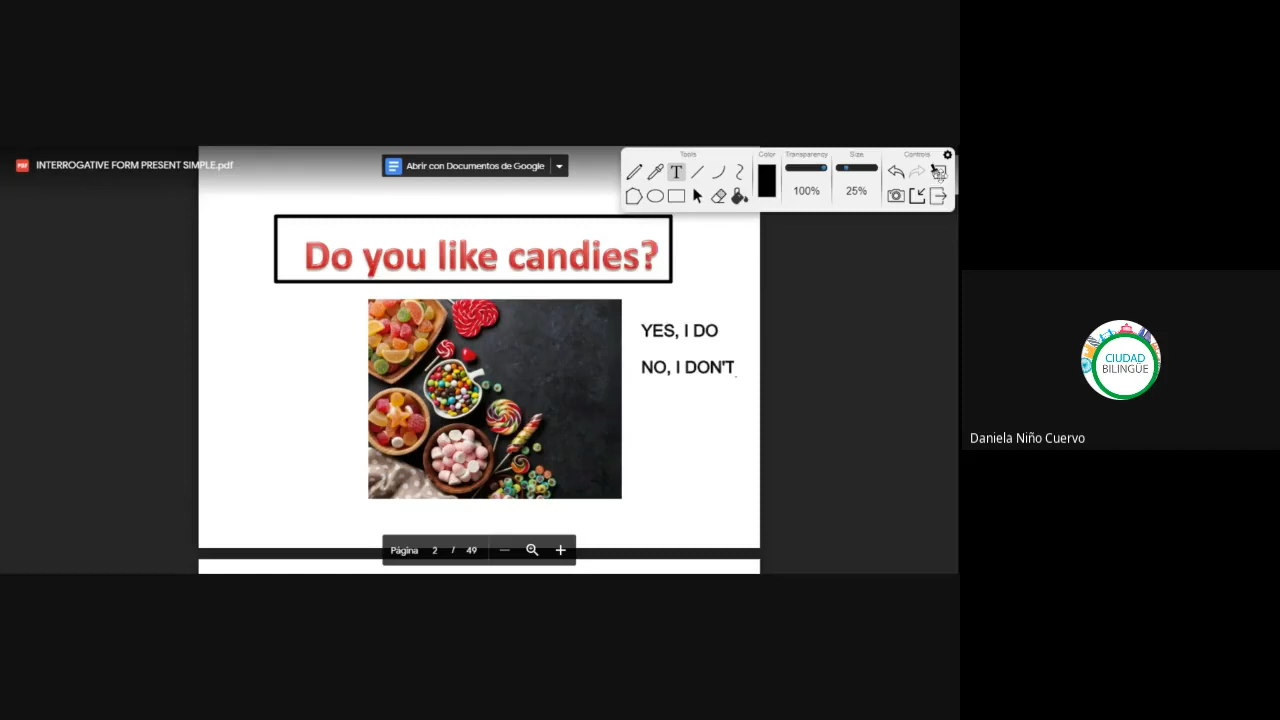 INTERROGATIVE FORM PRESENT SIMPLE.pdf
Abrir con Documentos de Google
Tools
Color
Transparency
Size
Controls
T
100%
25%
Do you like candies?
YES, I DO
NO, I DON'T
CIUDAD
BILINGÜE
Daniela Niño Cuervo
Página 2 / 49